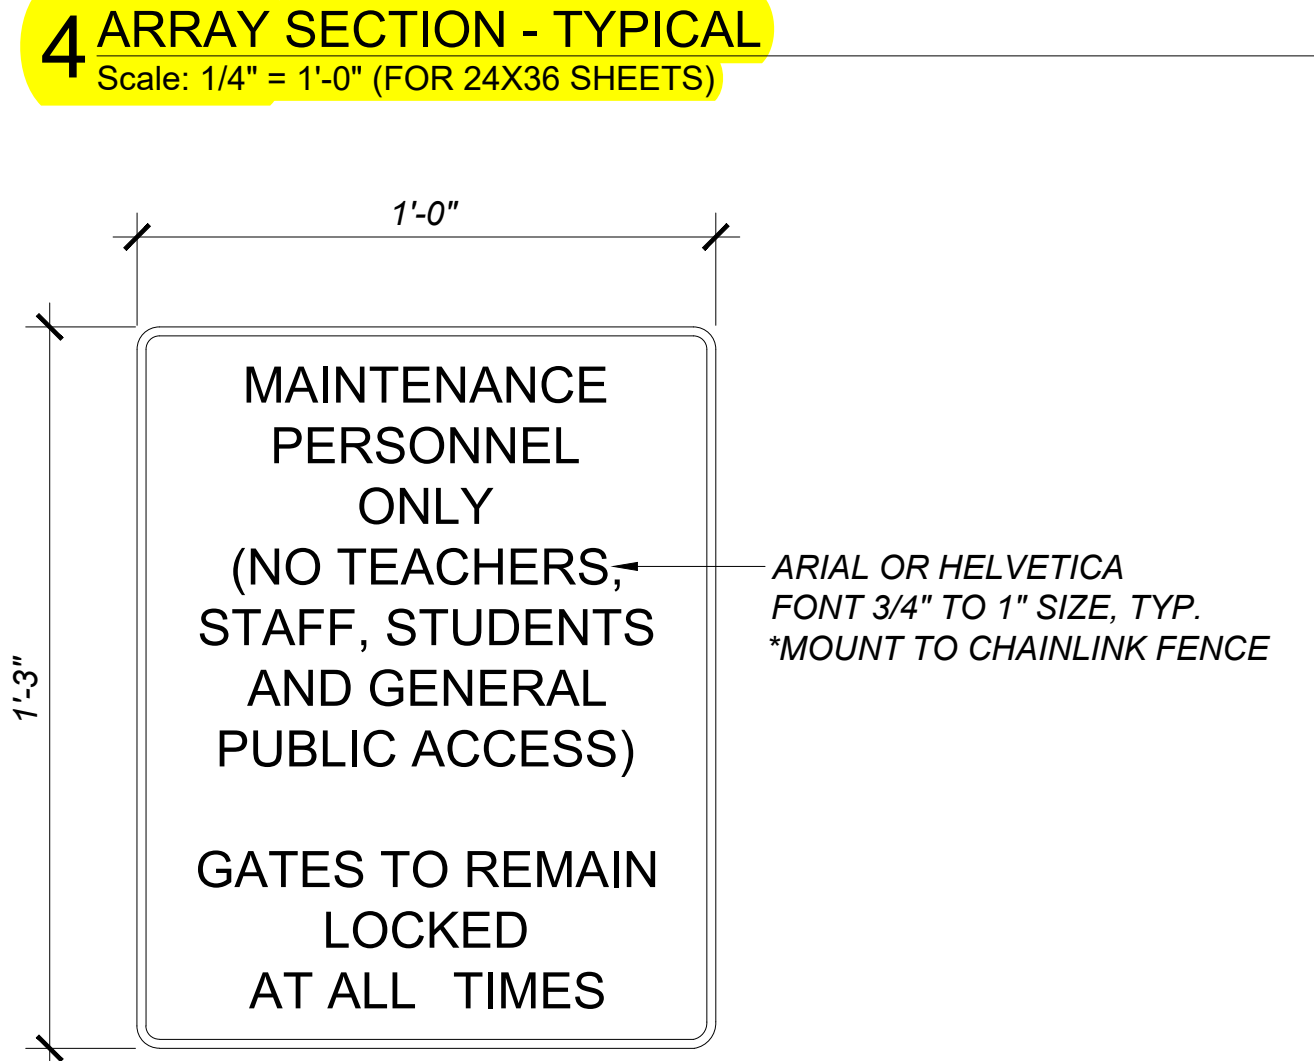 4 ARRAY SECTION - TYPICAL
Scale: 1/4" = 1'-0" (FOR 24X36 SHEETS)
1'-0"
1'-3"
MAINTENANCE
PERSONNEL
ONLY
(NO TEACHERS,
STAFF, STUDENTS
AND GENERAL
PUBLIC ACCESS)
GATES TO REMAIN
LOCKED
AT ALL TIMES
ARIAL OR HELVETICA
FONT 3/4" TO 1" SIZE, TYP.
*MOUNT TO CHAINLINK FENCE